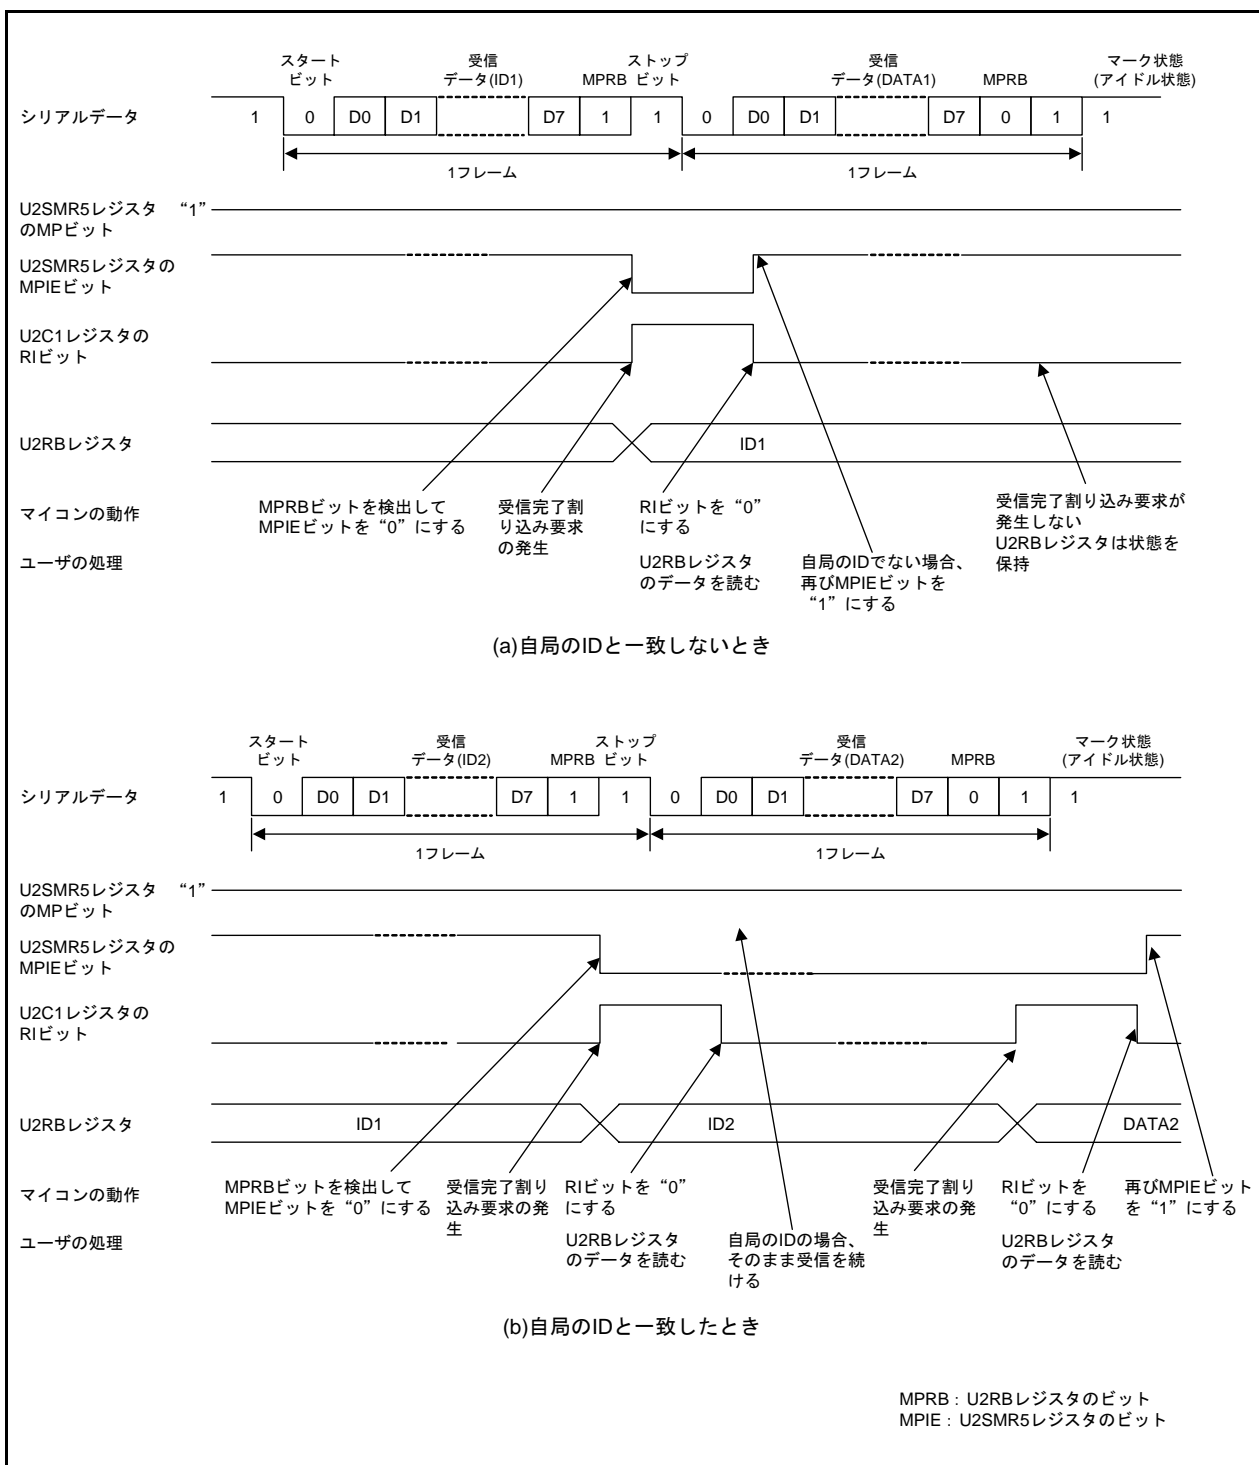 スタート
ビット
受信
データ(ID1)
MPRB
ストップ
ビット
受信
データ(DATA1)
MPRB
マーク状態
(アイドル状態)
シリアルデータ
1 0 D0 D1 D7 1 1 0 D0 D1 D7 0 1 1
1フレーム 1フレーム
U2SMR5レジスタ “1”
のMPビット
U2SMR5レジスタの
MPIEビット
U2C1レジスタの
RIビット
U2RBレジスタ
ID1
マイコンの動作
ユーザの処理
MPRBビットを検出して
MPIEビットを“0”にする
受信完了割
り込み要求
の発生
RIビットを“0”
にする
U2RBレジスタ
のデータを読む
自局のIDでない場合、
再びMPIEビットを
“1”にする
受信完了割り込み要求が
発生しない
U2RBレジスタは状態を
保持
(a)自局のIDと一致しないとき
スタート
ビット
受信
データ(ID2)
MPRB
ストップ
ビット
受信
データ(DATA2)
MPRB
マーク状態
(アイドル状態)
シリアルデータ
1 0 D0 D1 D7 1 1 0 D0 D1 D7 0 1 1
1フレーム 1フレーム
U2SMR5レジスタ “1”
のMPビット
U2SMR5レジスタの
MPIEビット
U2C1レジスタの
RIビット
U2RBレジスタ
ID1 ID2 DATA2
マイコンの動作
ユーザの処理
MPRBビットを検出して
MPIEビットを“0”にする
受信完了割り
込み要求の発
生
RIビットを“0”
にする
U2RBレジスタ
のデータを読む
自局のIDの場合、
そのまま受信を続
ける
受信完了割り
込み要求の発
生
RIビットを
“0”にする
U2RBレジスタ
のデータを読む
再びMPIEビット
を“1”にする
(b)自局のIDと一致したとき
MPRB：U2RBレジスタのビット
MPIE：U2SMR5レジスタのビット